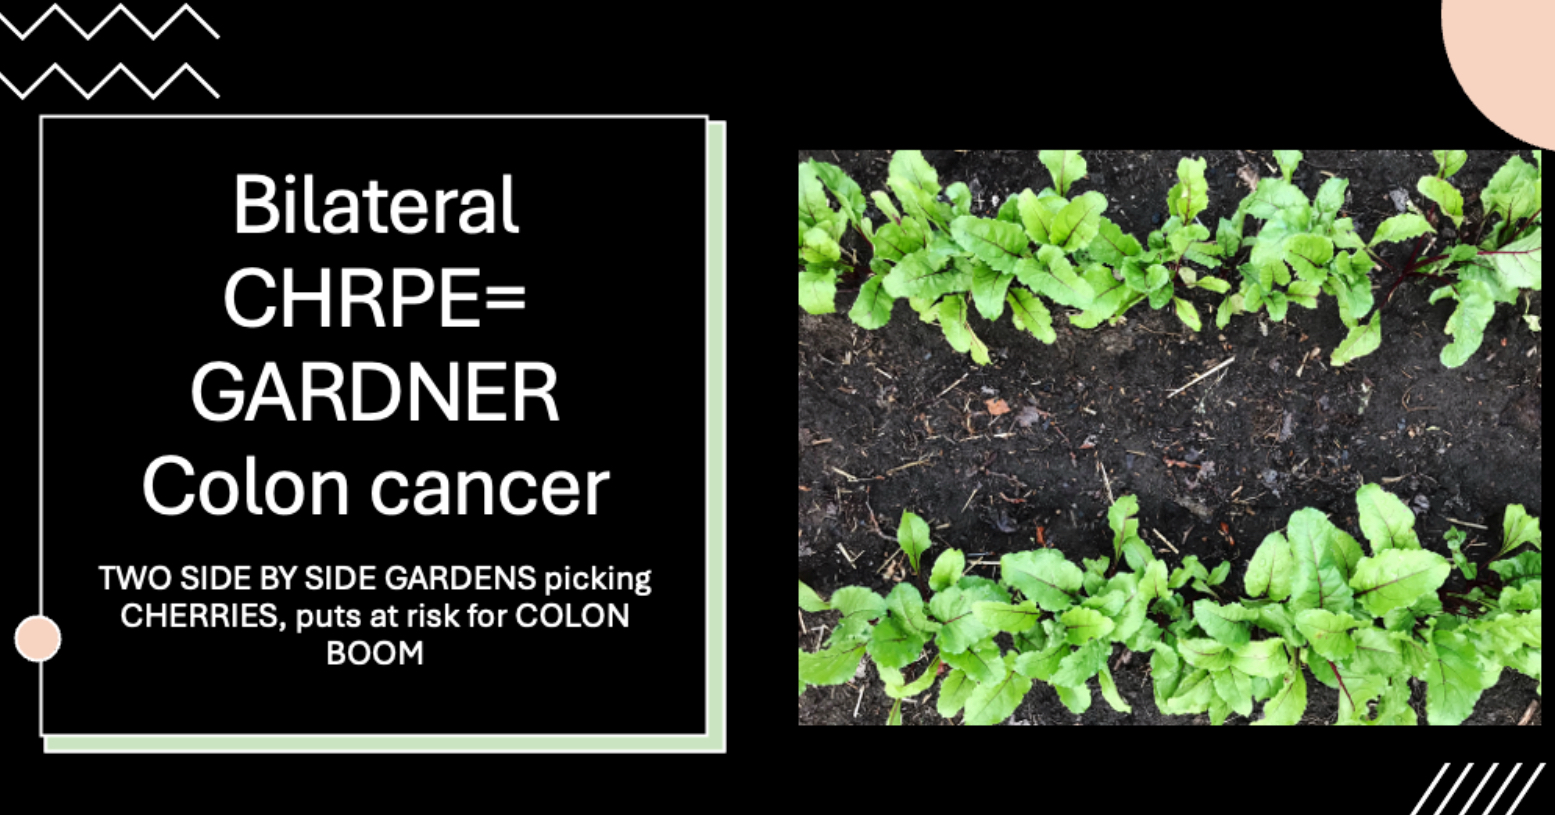 Bilateral
CHRPE=
GARDNER
Colon cancer
TWO SIDE BY SIDE GARDENS picking
CHERRIES, puts at risk for COLON
BOOM